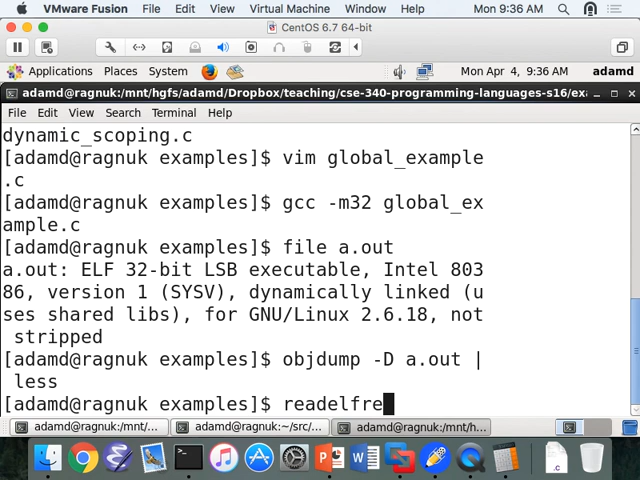 VMware Fusion File Edit View Virtual Machine Window Help Mon 9:36 AM
CentOS 6.7 64-bit
Applications Places System Mon Apr 4, 9:36 AM adamd
adamd@ragnuk:/mnt/hgfs/adamd/Dropbox/teaching/cse-340-programming-languages-s16/exa
File Edit View Search Terminal Help
dynamic_scoping.c
[adamd@ragnuk examples]$ vim global_example
.c
[adamd@ragnuk examples]$ gcc -m32 global_ex
ample.c
[adamd@ragnuk examples]$ file a.out
a.out: ELF 32-bit LSB executable, Intel 803
86, version 1 (SYSV), dynamically linked (u
ses shared libs), for GNU/Linux 2.6.18, not
 stripped
[adamd@ragnuk examples]$ objdump -D a.out |
 less
[adamd@ragnuk examples]$ readelfre
adamd@ragnuk:/mnt/... adamd@ragnuk:~/src/... adamd@ragnuk:/mnt/h...